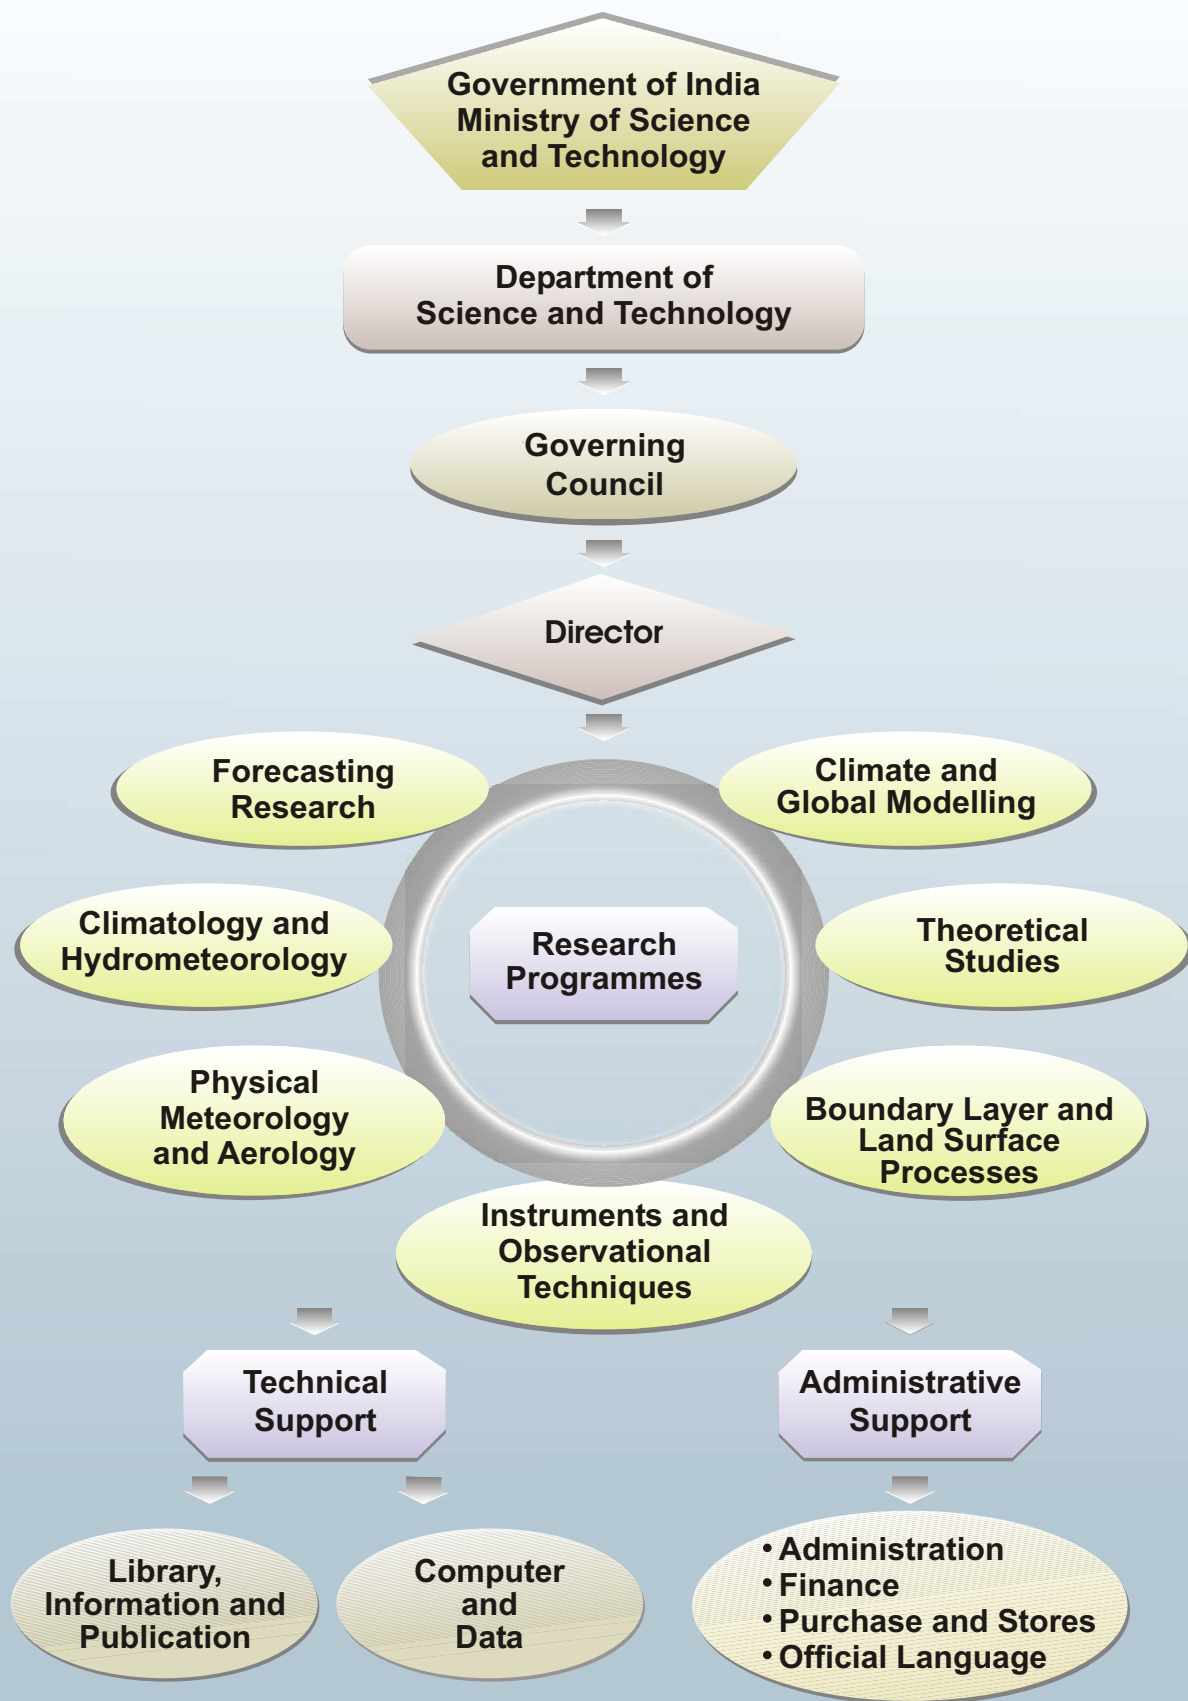 Government of India
Ministry of Science
and Technology
Department of
Science and Technology
Governing
Council
Director
Forecasting
Research
Climate and
Global Modelling
Climatology and
Hydrometeorology
Research
Programmes
Theoretical
Studies
Physical
Meteorology
and Aerology
Boundary Layer and
Land Surface
Processes
Instruments and
Observational
Techniques
Technical
Support
Administrative
Support
Library,
Information and
Publication
Computer
and
Data
• Administration
• Finance
• Purchase and Stores
• Official Language